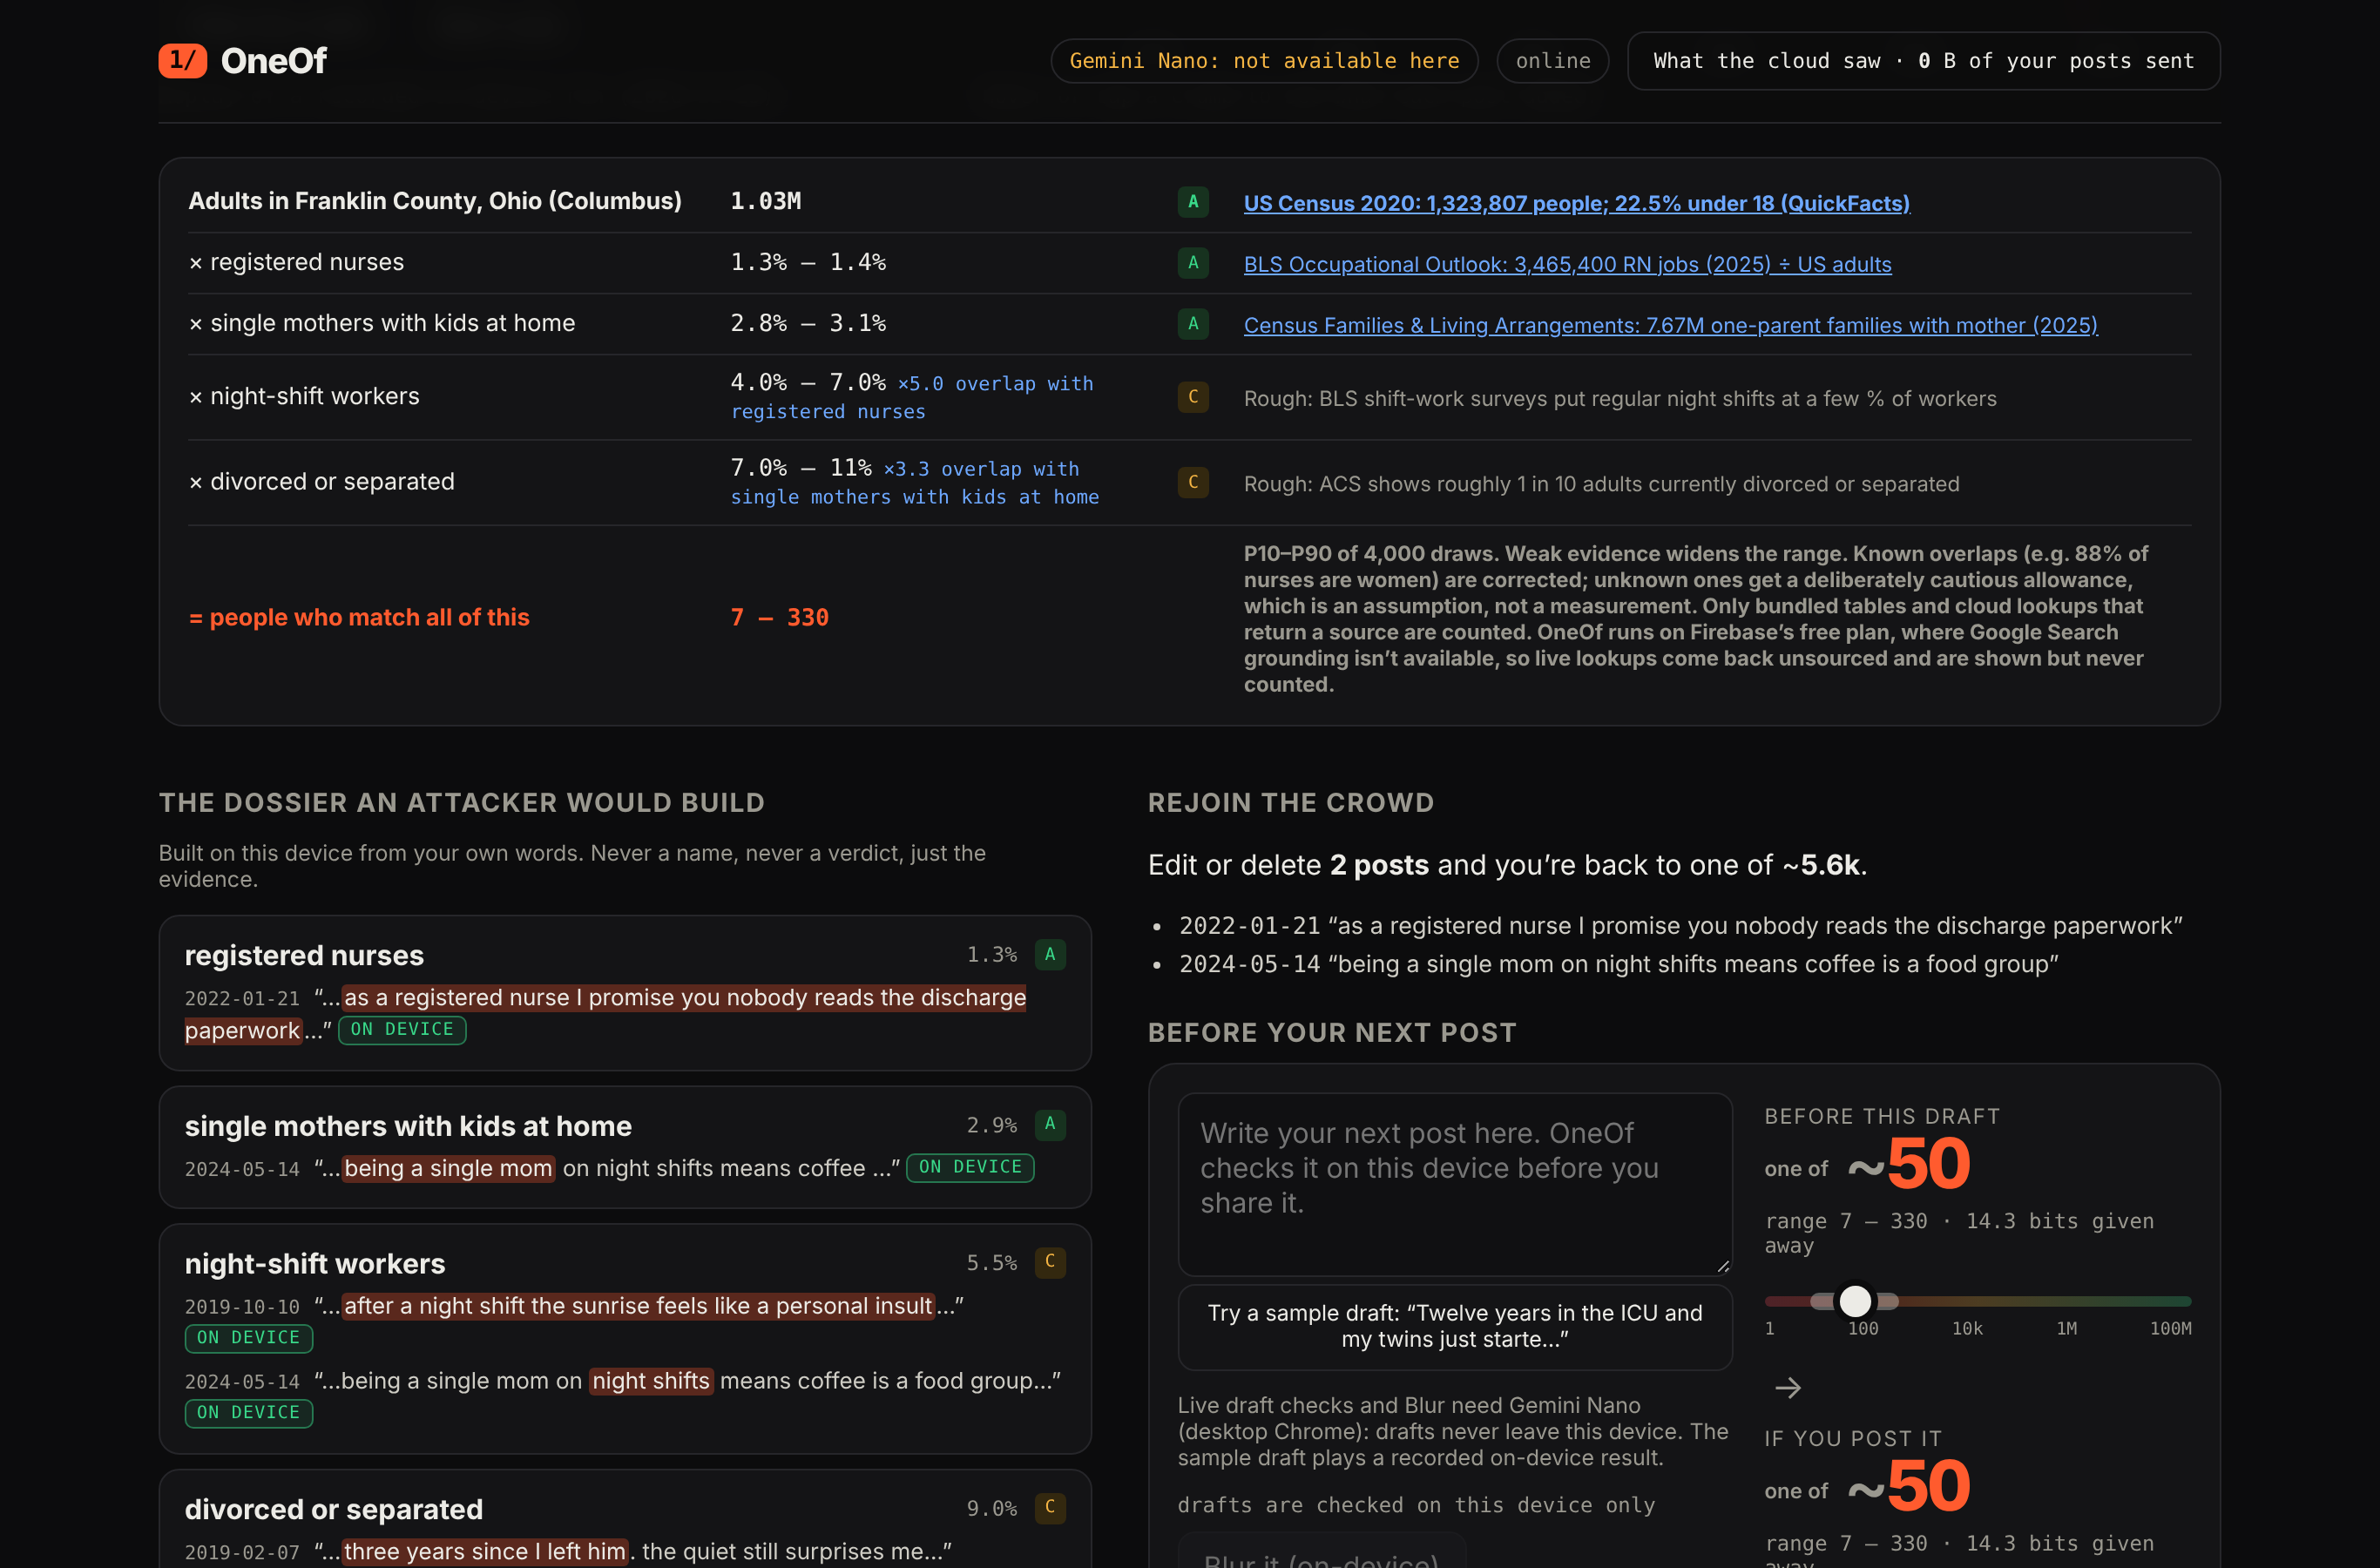 1/ OneOf
Gemini Nano: not available here
online
What the cloud saw · 0 B of your posts sent
Adults in Franklin County, Ohio (Columbus) 1.03M A US Census 2020: 1,323,807 people; 22.5% under 18 (QuickFacts)
× registered nurses 1.3% – 1.4% A BLS Occupational Outlook: 3,465,400 RN jobs (2025) ÷ US adults
× single mothers with kids at home 2.8% – 3.1% A Census Families & Living Arrangements: 7.67M one-parent families with mother (2025)
× night-shift workers 4.0% – 7.0% ×5.0 overlap with
registered nurses
C Rough: BLS shift-work surveys put regular night shifts at a few % of workers
× divorced or separated 7.0% – 11% ×3.3 overlap with
single mothers with kids at home
C Rough: ACS shows roughly 1 in 10 adults currently divorced or separated
= people who match all of this 7 – 330
P10–P90 of 4,000 draws. Weak evidence widens the range. Known overlaps (e.g. 88% of
nurses are women) are corrected; unknown ones get a deliberately cautious allowance,
which is an assumption, not a measurement. Only bundled tables and cloud lookups that
return a source are counted. OneOf runs on Firebase’s free plan, where Google Search
grounding isn’t available, so live lookups come back unsourced and are shown but never
counted.
THE DOSSIER AN ATTACKER WOULD BUILD
Built on this device from your own words. Never a name, never a verdict, just the
evidence.
registered nurses 1.3% A
2022-01-21 “…as a registered nurse I promise you nobody reads the discharge
paperwork…” ON DEVICE
single mothers with kids at home 2.9% A
2024-05-14 “…being a single mom on night shifts means coffee …” ON DEVICE
night-shift workers 5.5% C
2019-10-10 “…after a night shift the sunrise feels like a personal insult…”
ON DEVICE
2024-05-14 “…being a single mom on night shifts means coffee is a food group…”
ON DEVICE
divorced or separated 9.0% C
2019-02-07 “…three years since I left him. the quiet still surprises me…”
REJOIN THE CROWD
Edit or delete 2 posts and you’re back to one of ~5.6k.
• 2022-01-21 “as a registered nurse I promise you nobody reads the discharge paperwork”
• 2024-05-14 “being a single mom on night shifts means coffee is a food group”
BEFORE YOUR NEXT POST
Write your next post here. OneOf
checks it on this device before you
share it.
Try a sample draft: “Twelve years in the ICU and
my twins just starte…”
Live draft checks and Blur need Gemini Nano
(desktop Chrome): drafts never leave this device. The
sample draft plays a recorded on-device result.
drafts are checked on this device only
Blur it (on-device)
BEFORE THIS DRAFT
one of ~50
range 7 – 330 · 14.3 bits given
away
1 100 10k 1M 100M
→
IF YOU POST IT
one of ~50
range 7 – 330 · 14.3 bits given
away